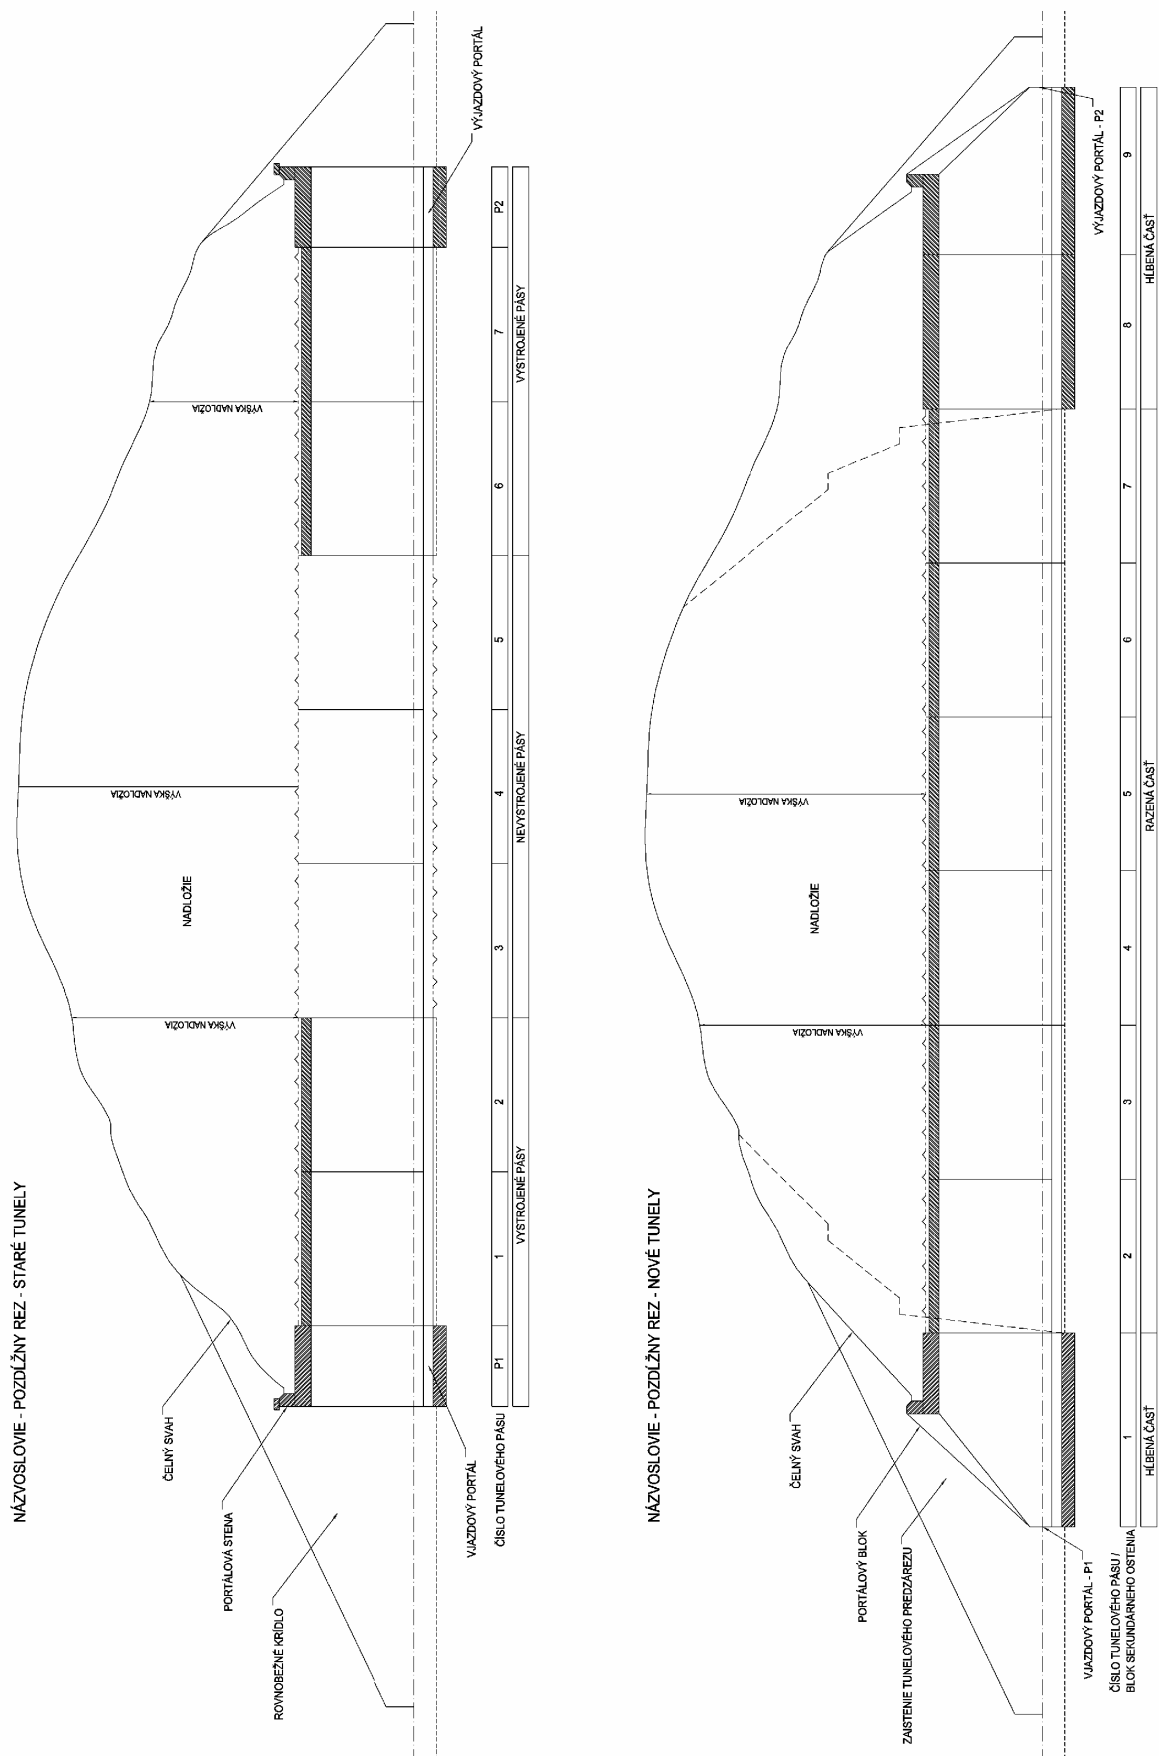 NÁZVOSLOVIE - POZDĹŽNY REZ - STARÉ TUNELY
ROVNOBEŽNÉ KRÍDLO
PORTÁLOVÁ STENA
ČELNÝ SVAH
VÝŠKA NADLOŽIA
NADLOŽIE
VÝŠKA NADLOŽIA
VÝŠKA NADLOŽIA
VJAZDOVÝ PORTÁL
VÝJAZDOVÝ PORTÁL
ČÍSLO TUNELOVÉHO PÁSU
P1 1 2 3 4 5 6 7 P2
VYSTROJENÉ PÁSY NEVYSTROJENÉ PÁSY VYSTROJENÉ PÁSY
NÁZVOSLOVIE - POZDĹŽNY REZ - NOVÉ TUNELY
ČELNÝ SVAH
PORTÁLOVÝ BLOK
ZAISTENIE TUNELOVÉHO PREDZÁREZU
VÝŠKA NADLOŽIA
NADLOŽIE
VÝŠKA NADLOŽIA
VJAZDOVÝ PORTÁL - P1
VÝJAZDOVÝ PORTÁL - P2
ČÍSLO TUNELOVÉHO PÁSU /
BLOK SEKUNDÁRNEHO OSTENIA
1 2 3 4 5 6 7 8 9
HĹBENÁ ČASŤ RAZENÁ ČASŤ HĹBENÁ ČASŤ